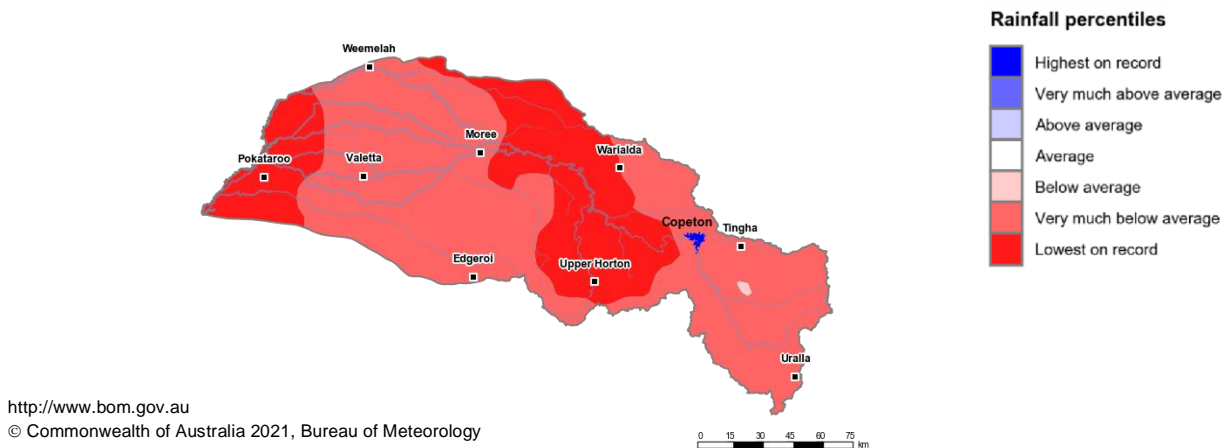 Rainfall percentiles
Highest on record
Very much above average
Above average
Average
Below average
Very much below average
Lowest on record
Weemelah
Moree
Warialda
Pokataroo
Valetta
Copeton
Tingha
Edgeroi
Upper Horton
Uralla
http://www.bom.gov.au
© Commonwealth of Australia 2021, Bureau of Meteorology
0 15 30 45 60 75
km